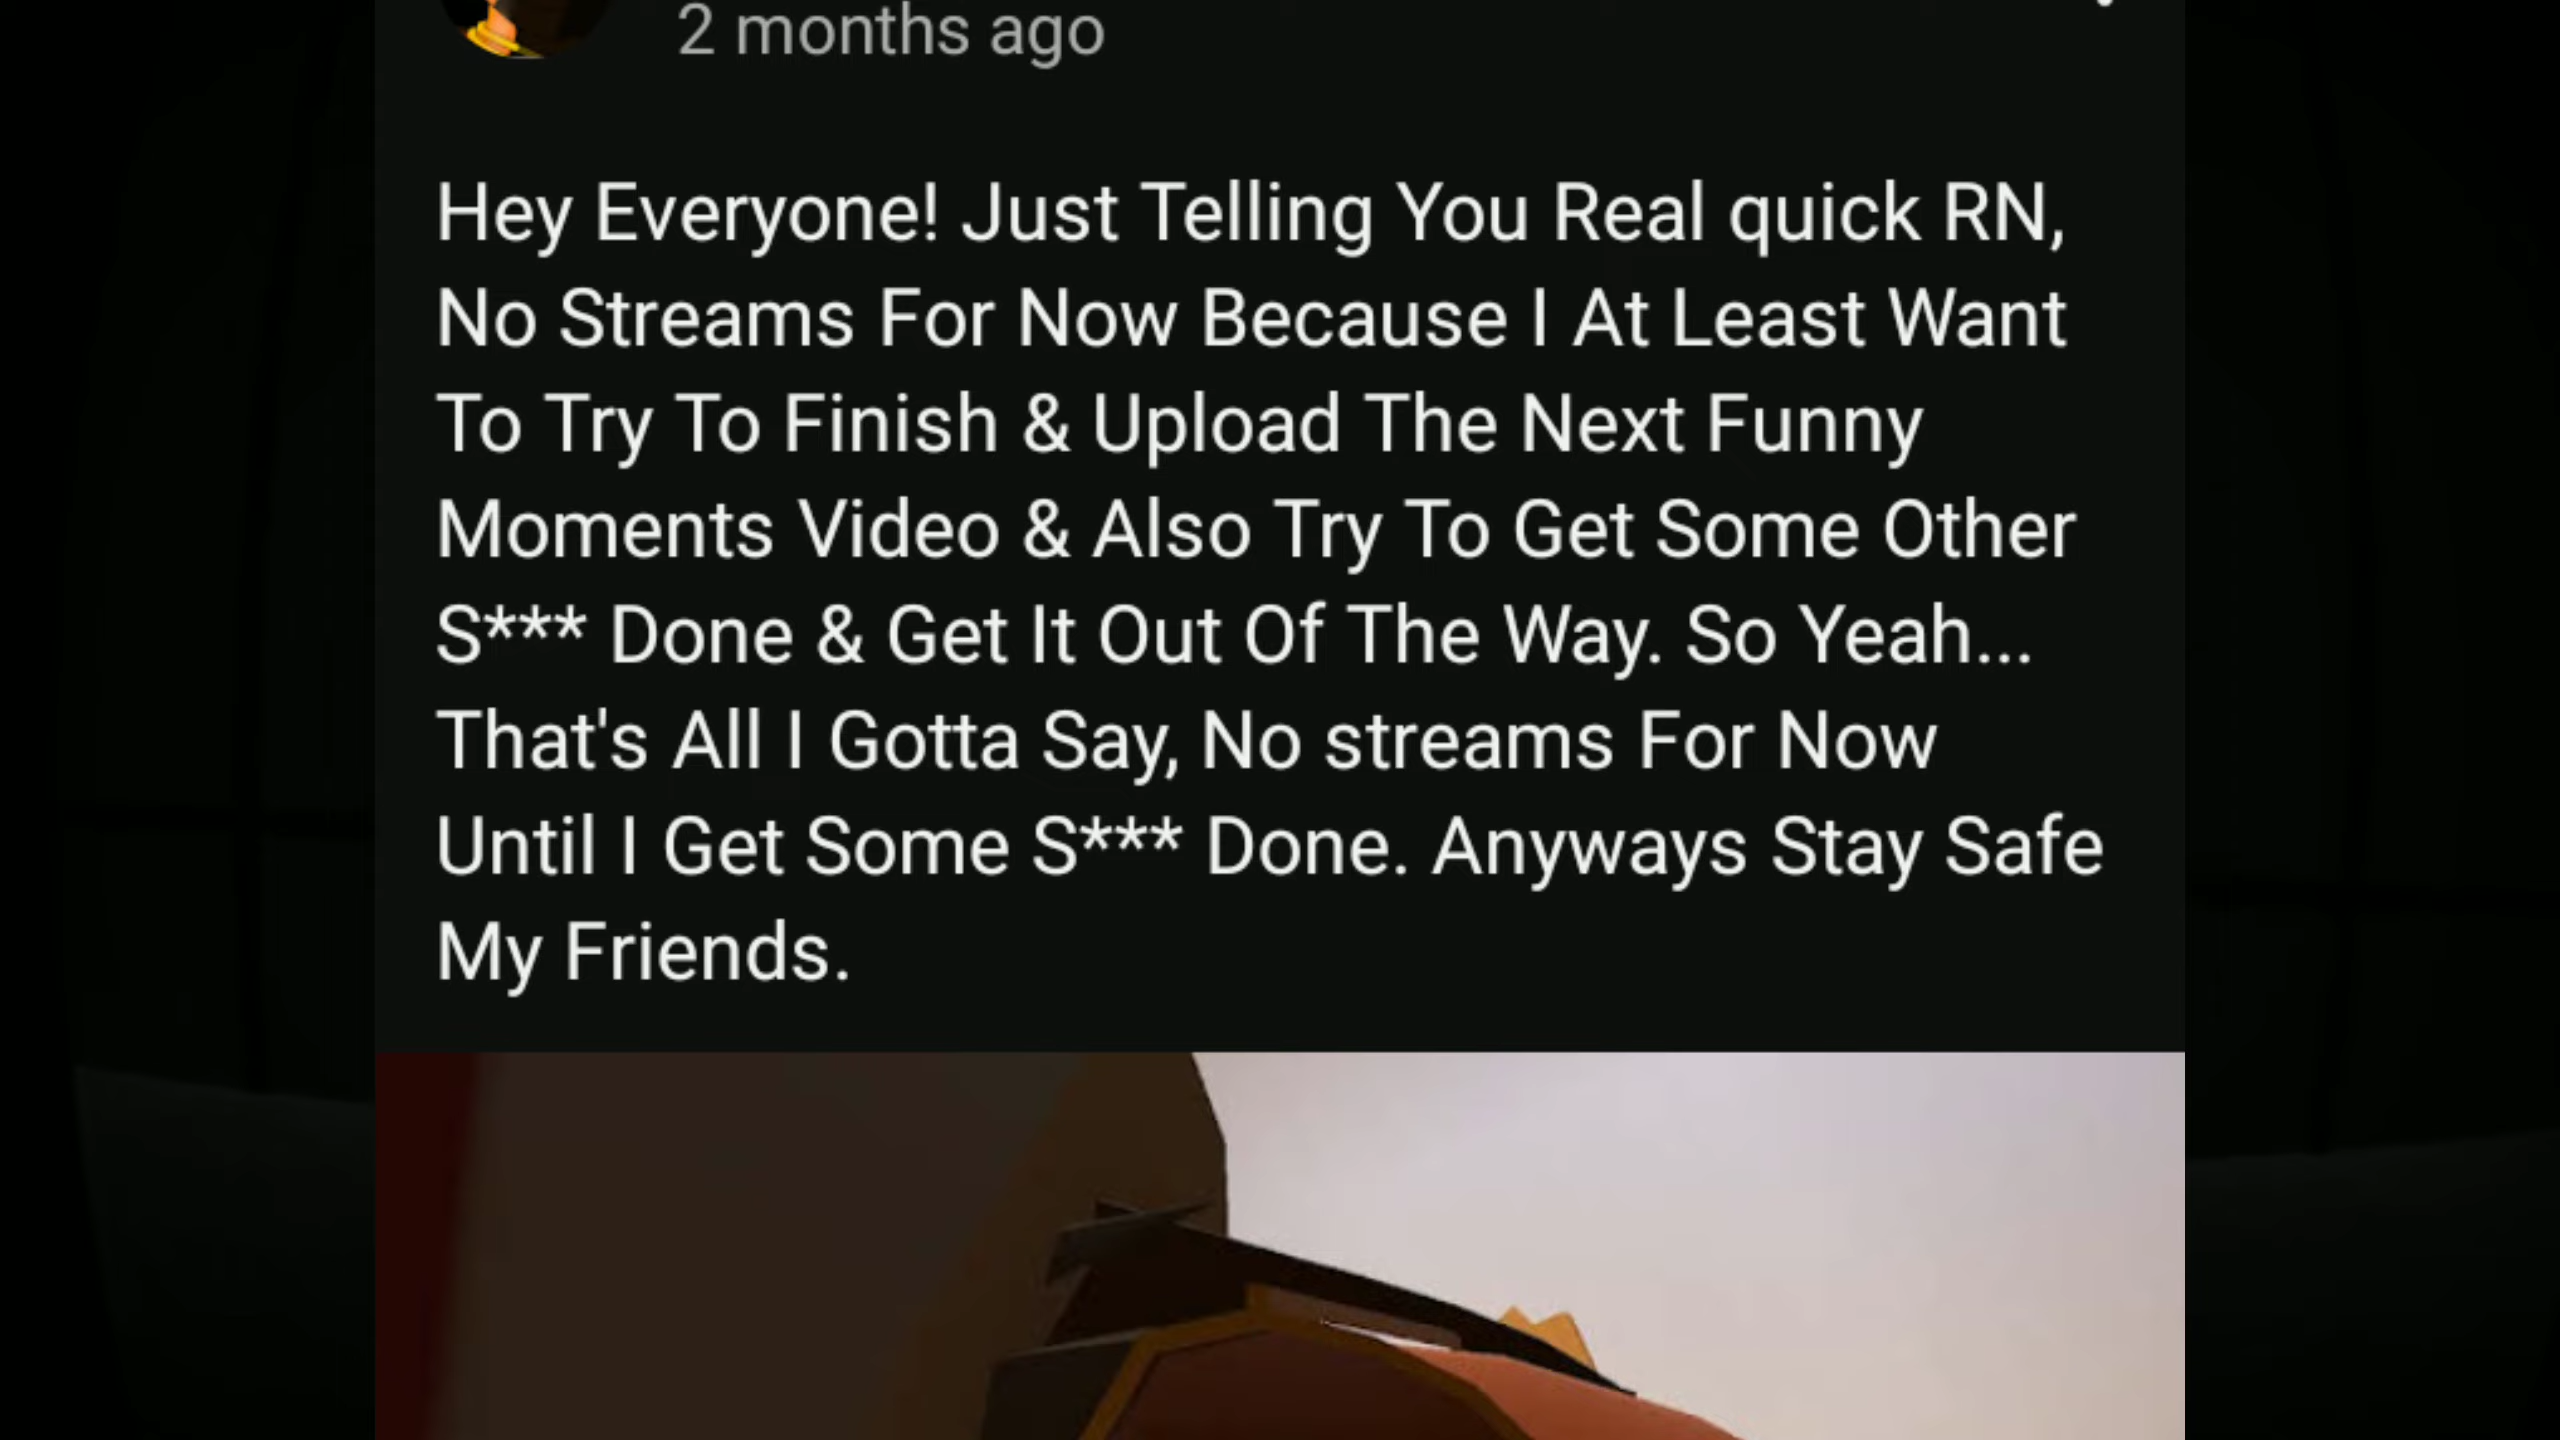 2 months ago
Hey Everyone! Just Telling You Real quick RN,
No Streams For Now Because I At Least Want
To Try To Finish & Upload The Next Funny
Moments Video & Also Try To Get Some Other
S*** Done & Get It Out Of The Way. So Yeah...
That's All I Gotta Say, No streams For Now
Until I Get Some S*** Done. Anyways Stay Safe
My Friends.